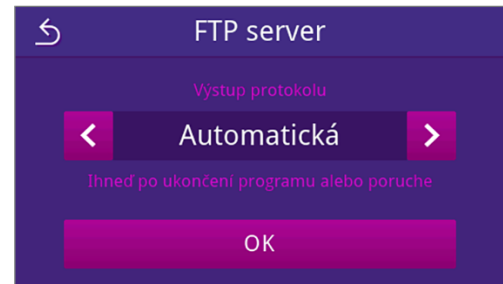 FTP server
Výstup protokolu
Automatická
Ihneď po ukončení programu alebo poruche
OK